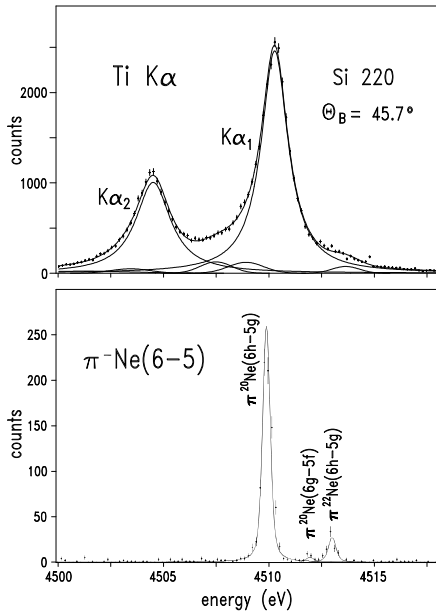 Ti Kα
Si 220
Θ_B = 45.7°
Kα₁
Kα₂
counts
2000
1000
0
π⁻Ne(6−5)
π ²⁰Ne(6h−5g)
π ²⁰Ne(6g−5f)
π ²²Ne(6h−5g)
counts
250
200
150
100
50
0
4500 4505 4510 4515
energy (eV)